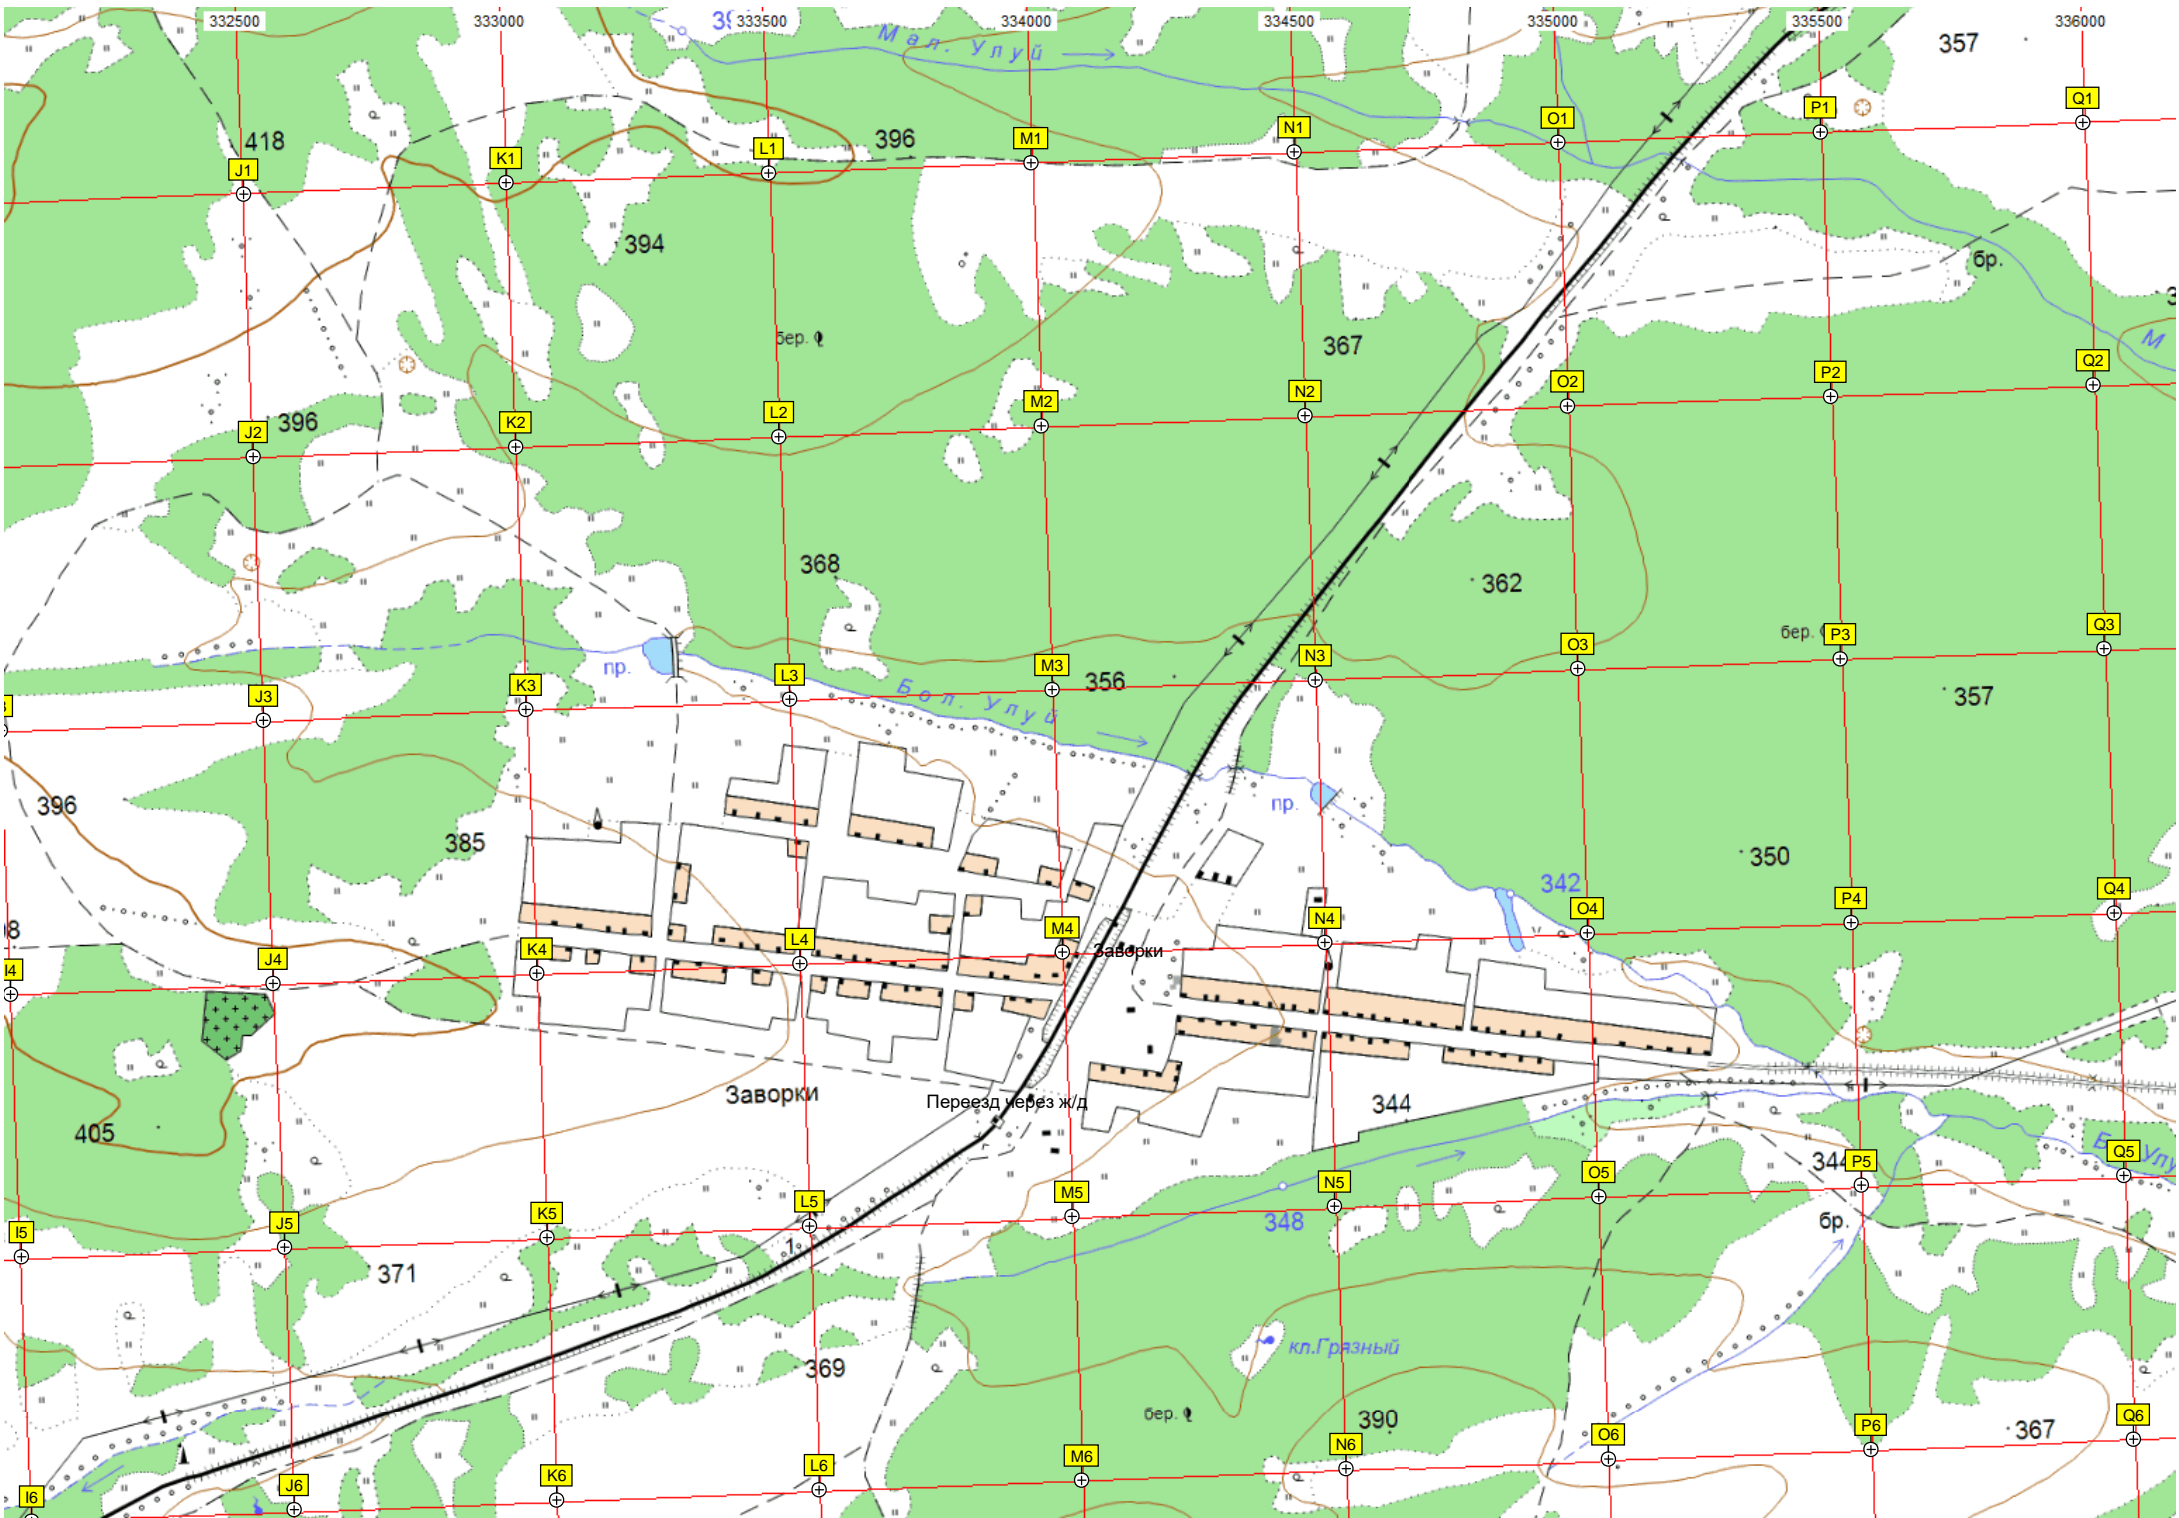 332500 333000 333500 334000 334500 335000 335500 336000
Мал. Улуй
357
418
396
J1 K1 L1 M1 N1 O1 P1 Q1
394
бр.
бер.
367
М
J2 K2 L2 M2 N2 O2 P2 Q2
396
368
362
бер.
пр.
J3 K3 L3 M3 N3 O3 P3 Q3
356
357
Бол. Улуй
396
385
пр.
350
342
I4 J4 K4 L4 M4 N4 O4 P4 Q4
Заворки
Заворки
Переезд через ж/д
344
405
344
I5 J5 K5 L5 M5 N5 O5 P5 Q5
348
бр.
1
371
369
кл.Грязный
бер.
390
367
I6 J6 K6 L6 M6 N6 O6 P6 Q6